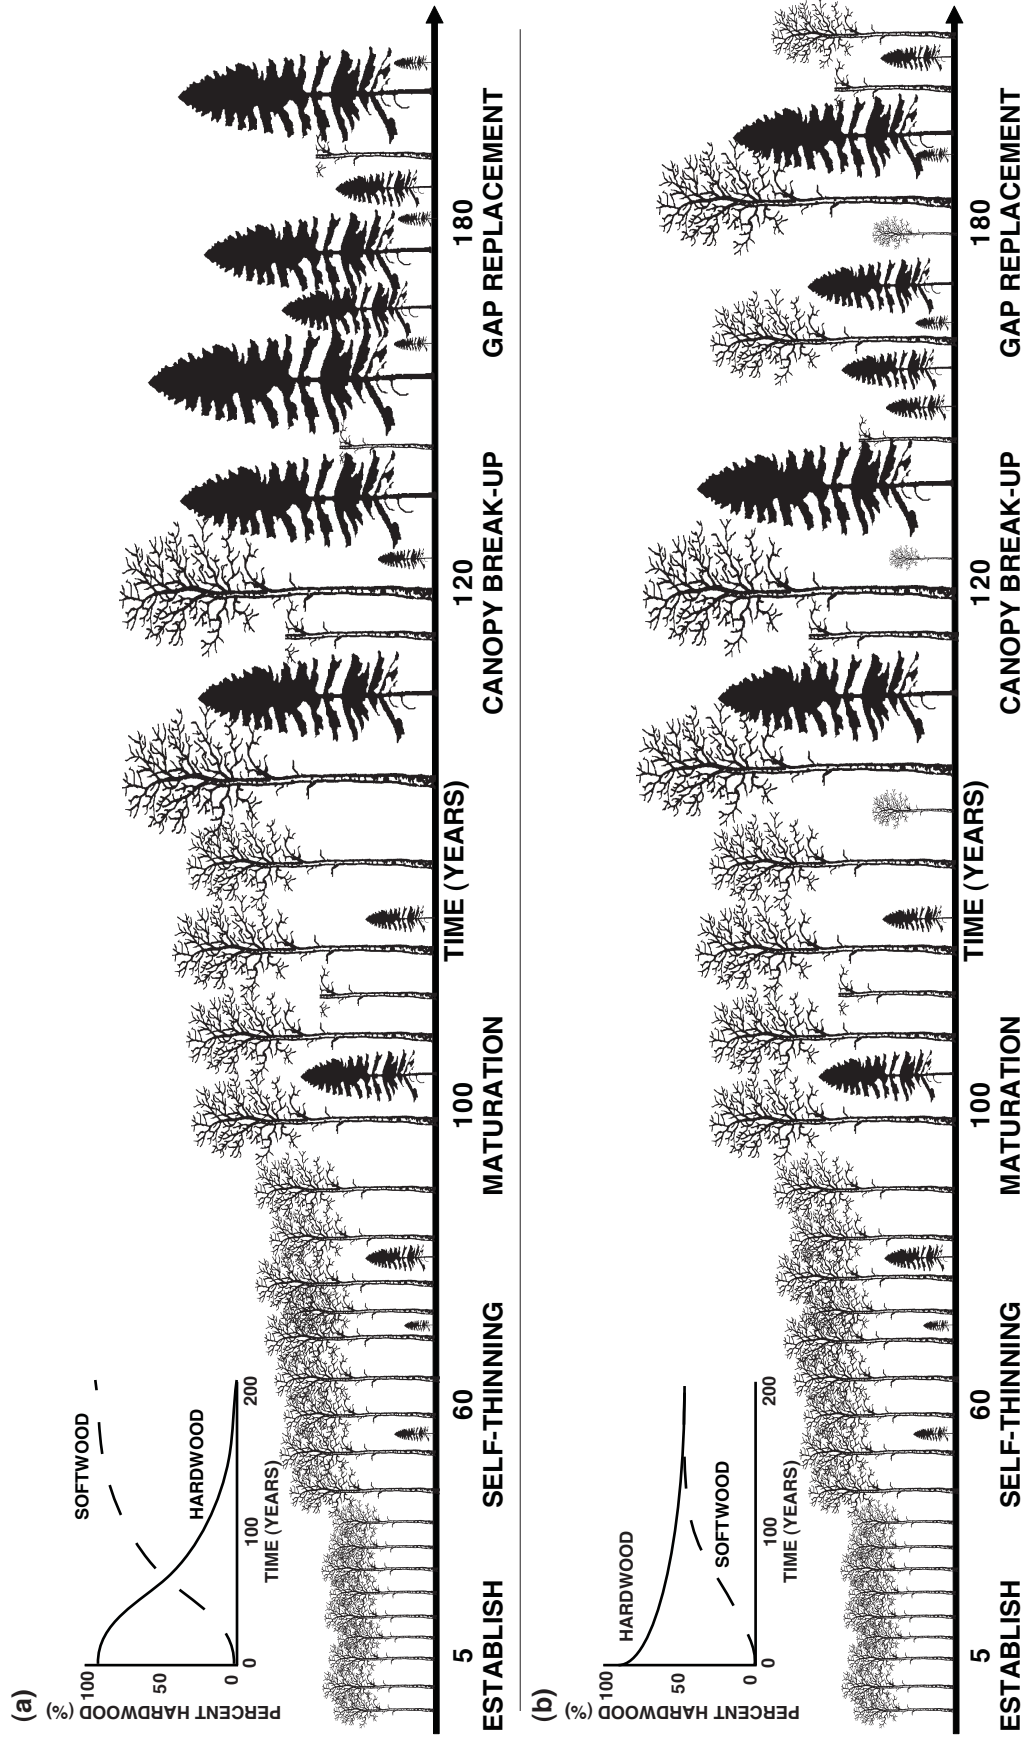 (a)
PERCENT HARDWOOD (%)
100
50
0
SOFTWOOD
HARDWOOD
0
100
200
TIME (YEARS)
5
60
100
TIME (YEARS)
120
180
ESTABLISH
SELF-THINNING
MATURATION
CANOPY BREAK-UP
GAP REPLACEMENT
(b)
PERCENT HARDWOOD (%)
100
50
0
HARDWOOD
SOFTWOOD
0
100
200
TIME (YEARS)
5
60
100
TIME (YEARS)
120
180
ESTABLISH
SELF-THINNING
MATURATION
CANOPY BREAK-UP
GAP REPLACEMENT